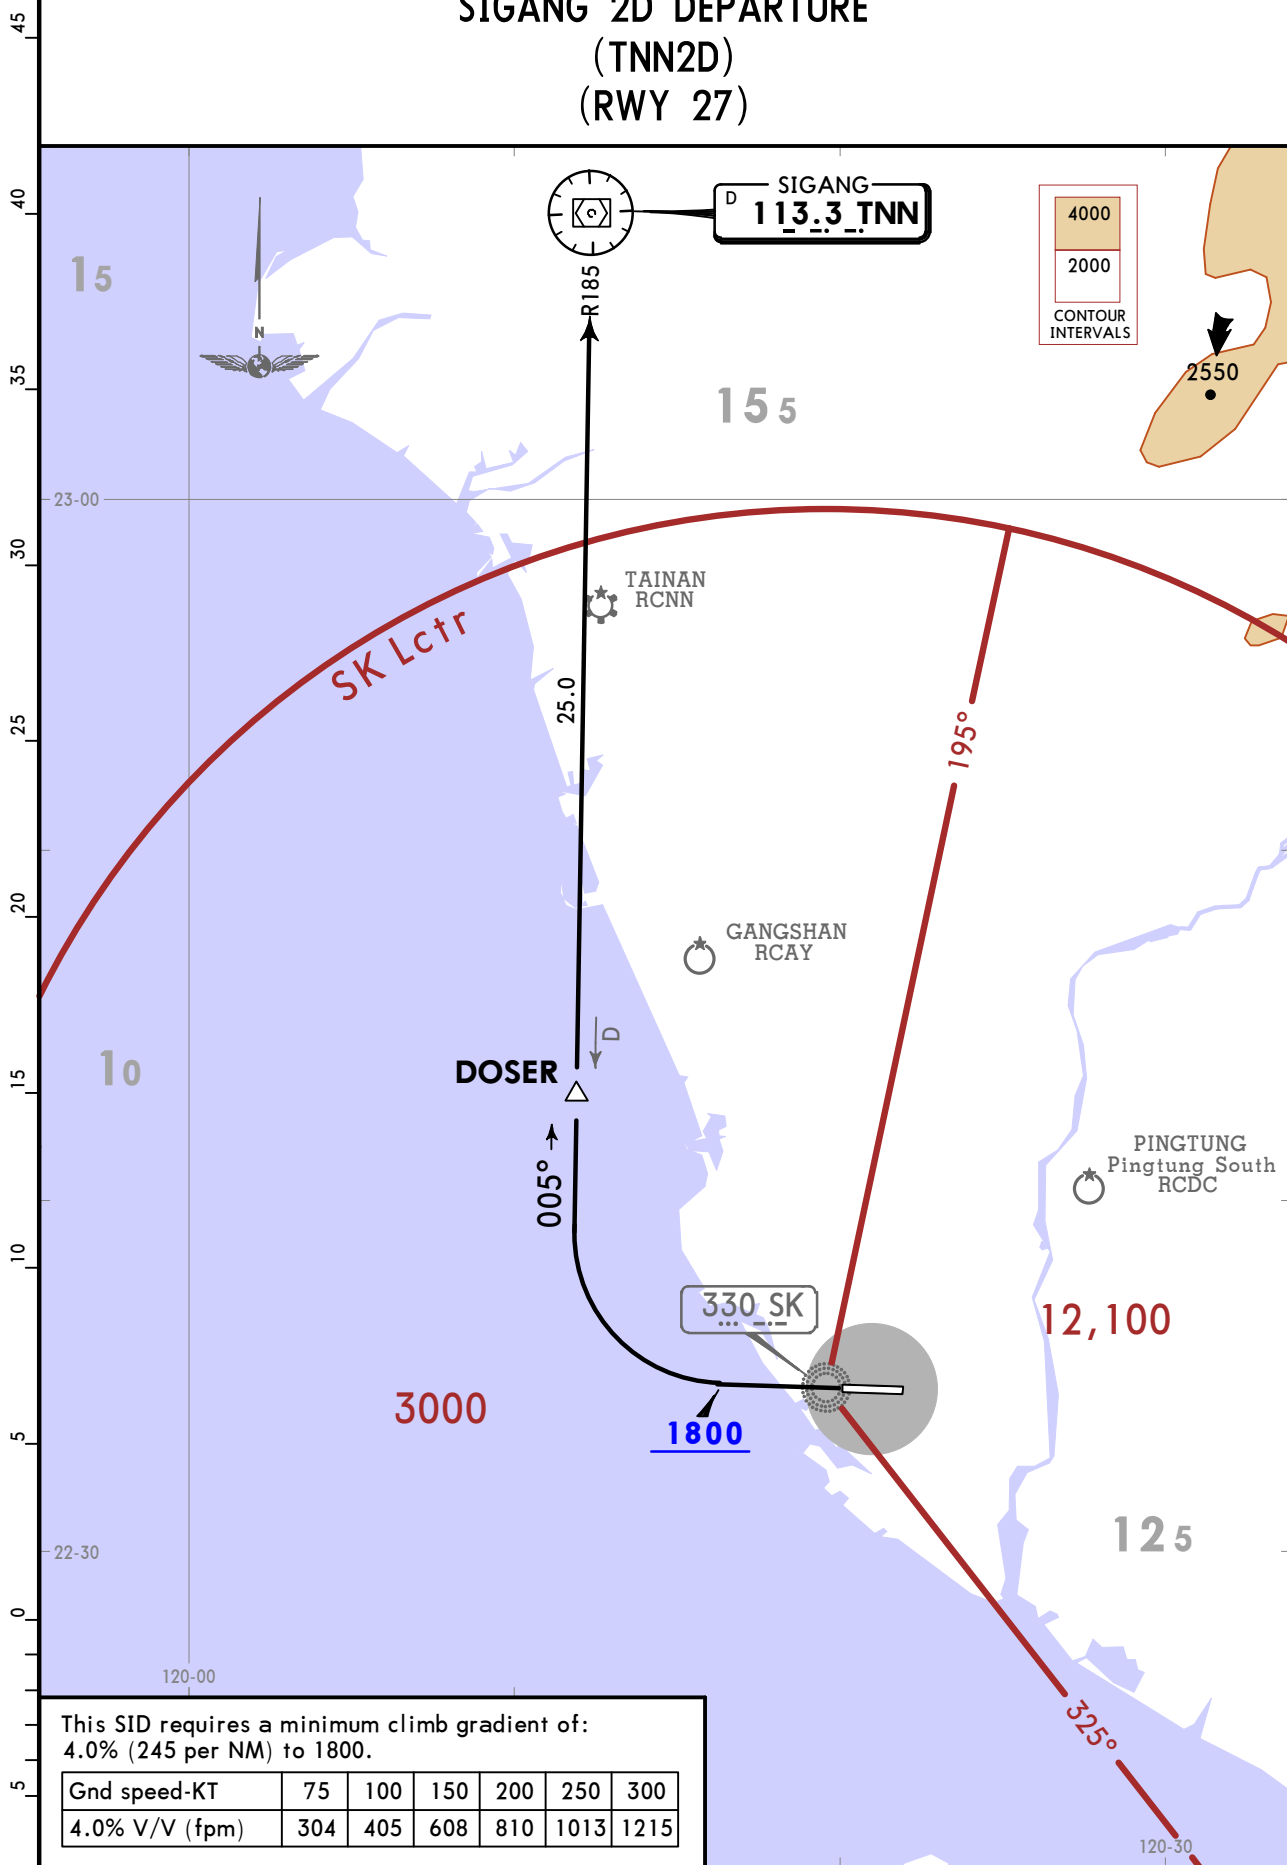 SIGANG 2D DEPARTURE
(TNN2D)
(RWY 27)
45
40
35
30
25
20
15
10
5
0
5
SIGANG
D
113.3 TNN
R185
4000
2000
CONTOUR
INTERVALS
2550
15
N
155
23-00
TAINAN
RCNN
SK Lctr
25.0
195°
GANGSHAN
RCAY
D
DOSER
10
005°
PINGTUNG
Pingtung South
RCDC
330 SK
12,100
3000
1800
125
22-30
120-00
325°
120-30
This SID requires a minimum climb gradient of:
4.0% (245 per NM) to 1800.
Gnd speed-KT 75 100 150 200 250 300
4.0% V/V (fpm) 304 405 608 810 1013 1215